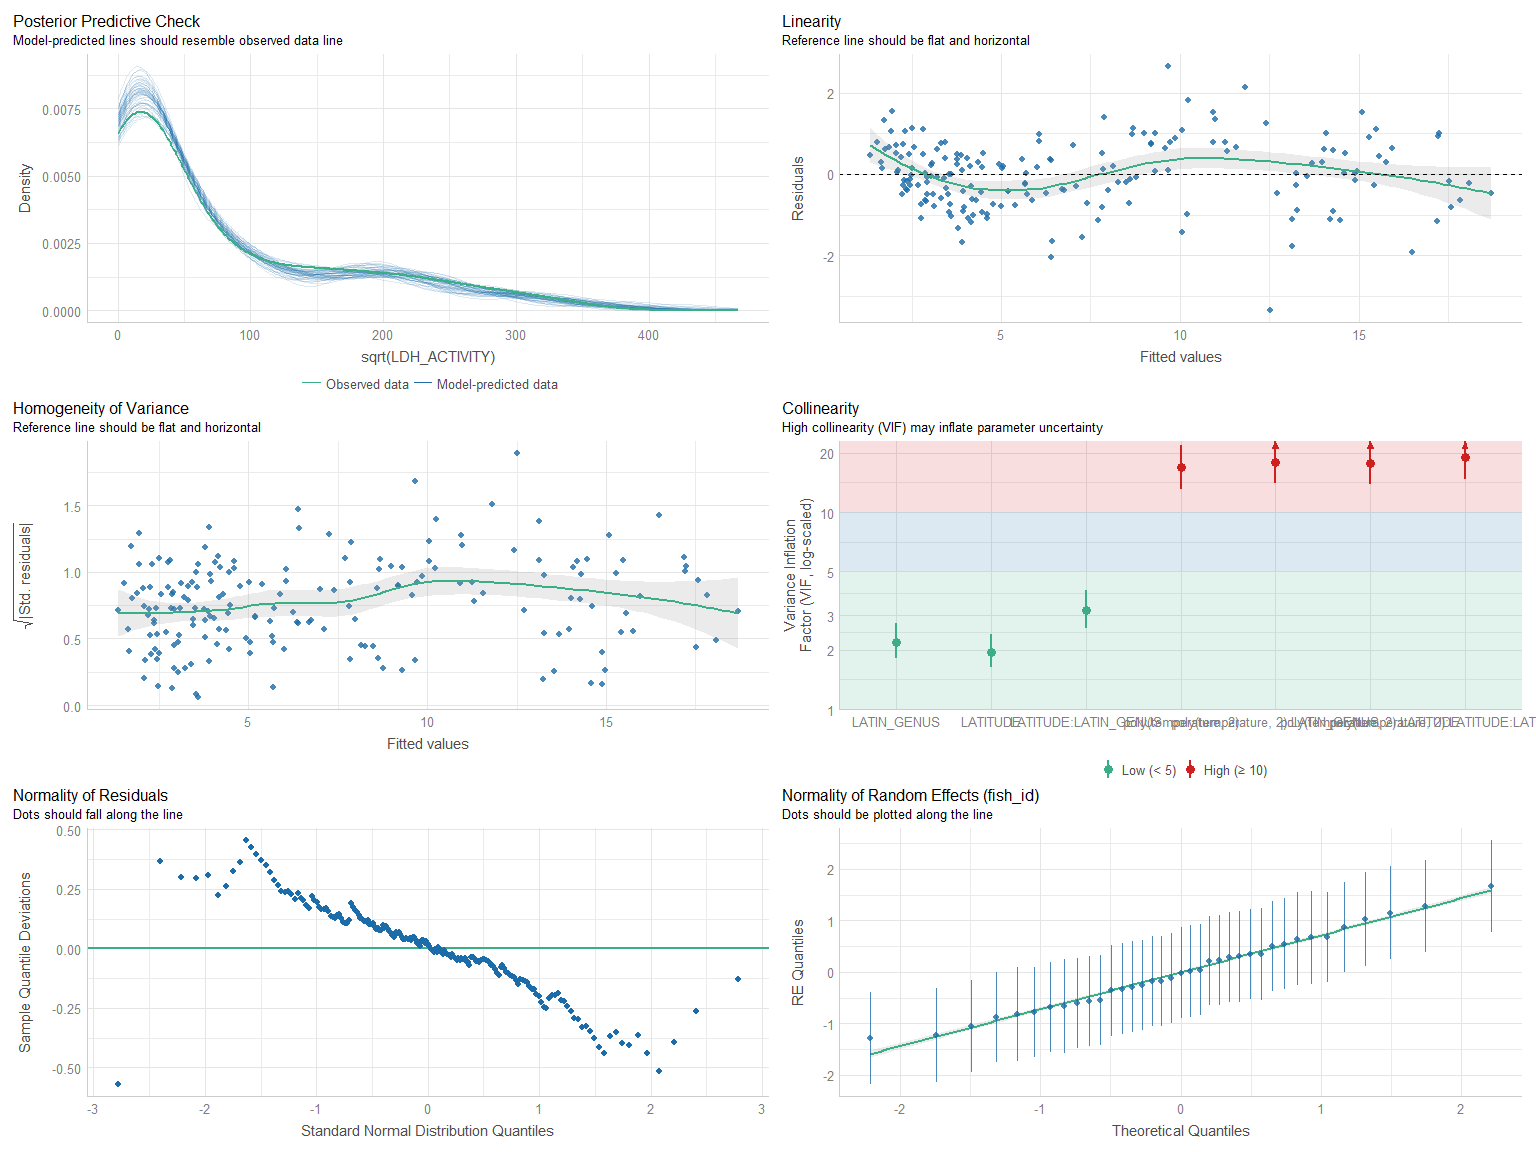 Posterior Predictive Check
Model-predicted lines should resemble observed data line
Density
0.0075
0.0050
0.0025
0.0000
0 100 200 300 400
sqrt(LDH_ACTIVITY)
Observed data Model-predicted data
Linearity
Reference line should be flat and horizontal
Residuals
2
0
-2
5 10 15
Fitted values
Homogeneity of Variance
Reference line should be flat and horizontal
√|Std. residuals|
1.5
1.0
0.5
0.0
5 10 15
Fitted values
Collinearity
High collinearity (VIF) may inflate parameter uncertainty
Variance Inflation
Factor (VIF, log-scaled)
20
10
5
3
2
1
LATIN_GENUS LATITUDE
Low (< 5) High (≥ 10)
Normality of Residuals
Dots should fall along the line
Sample Quantile Deviations
0.50
0.25
0.00
-0.25
-0.50
-3 -2 -1 0 1 2 3
Standard Normal Distribution Quantiles
Normality of Random Effects (fish_id)
Dots should be plotted along the line
RE Quantiles
2
1
0
-1
-2
-2 -1 0 1 2
Theoretical Quantiles